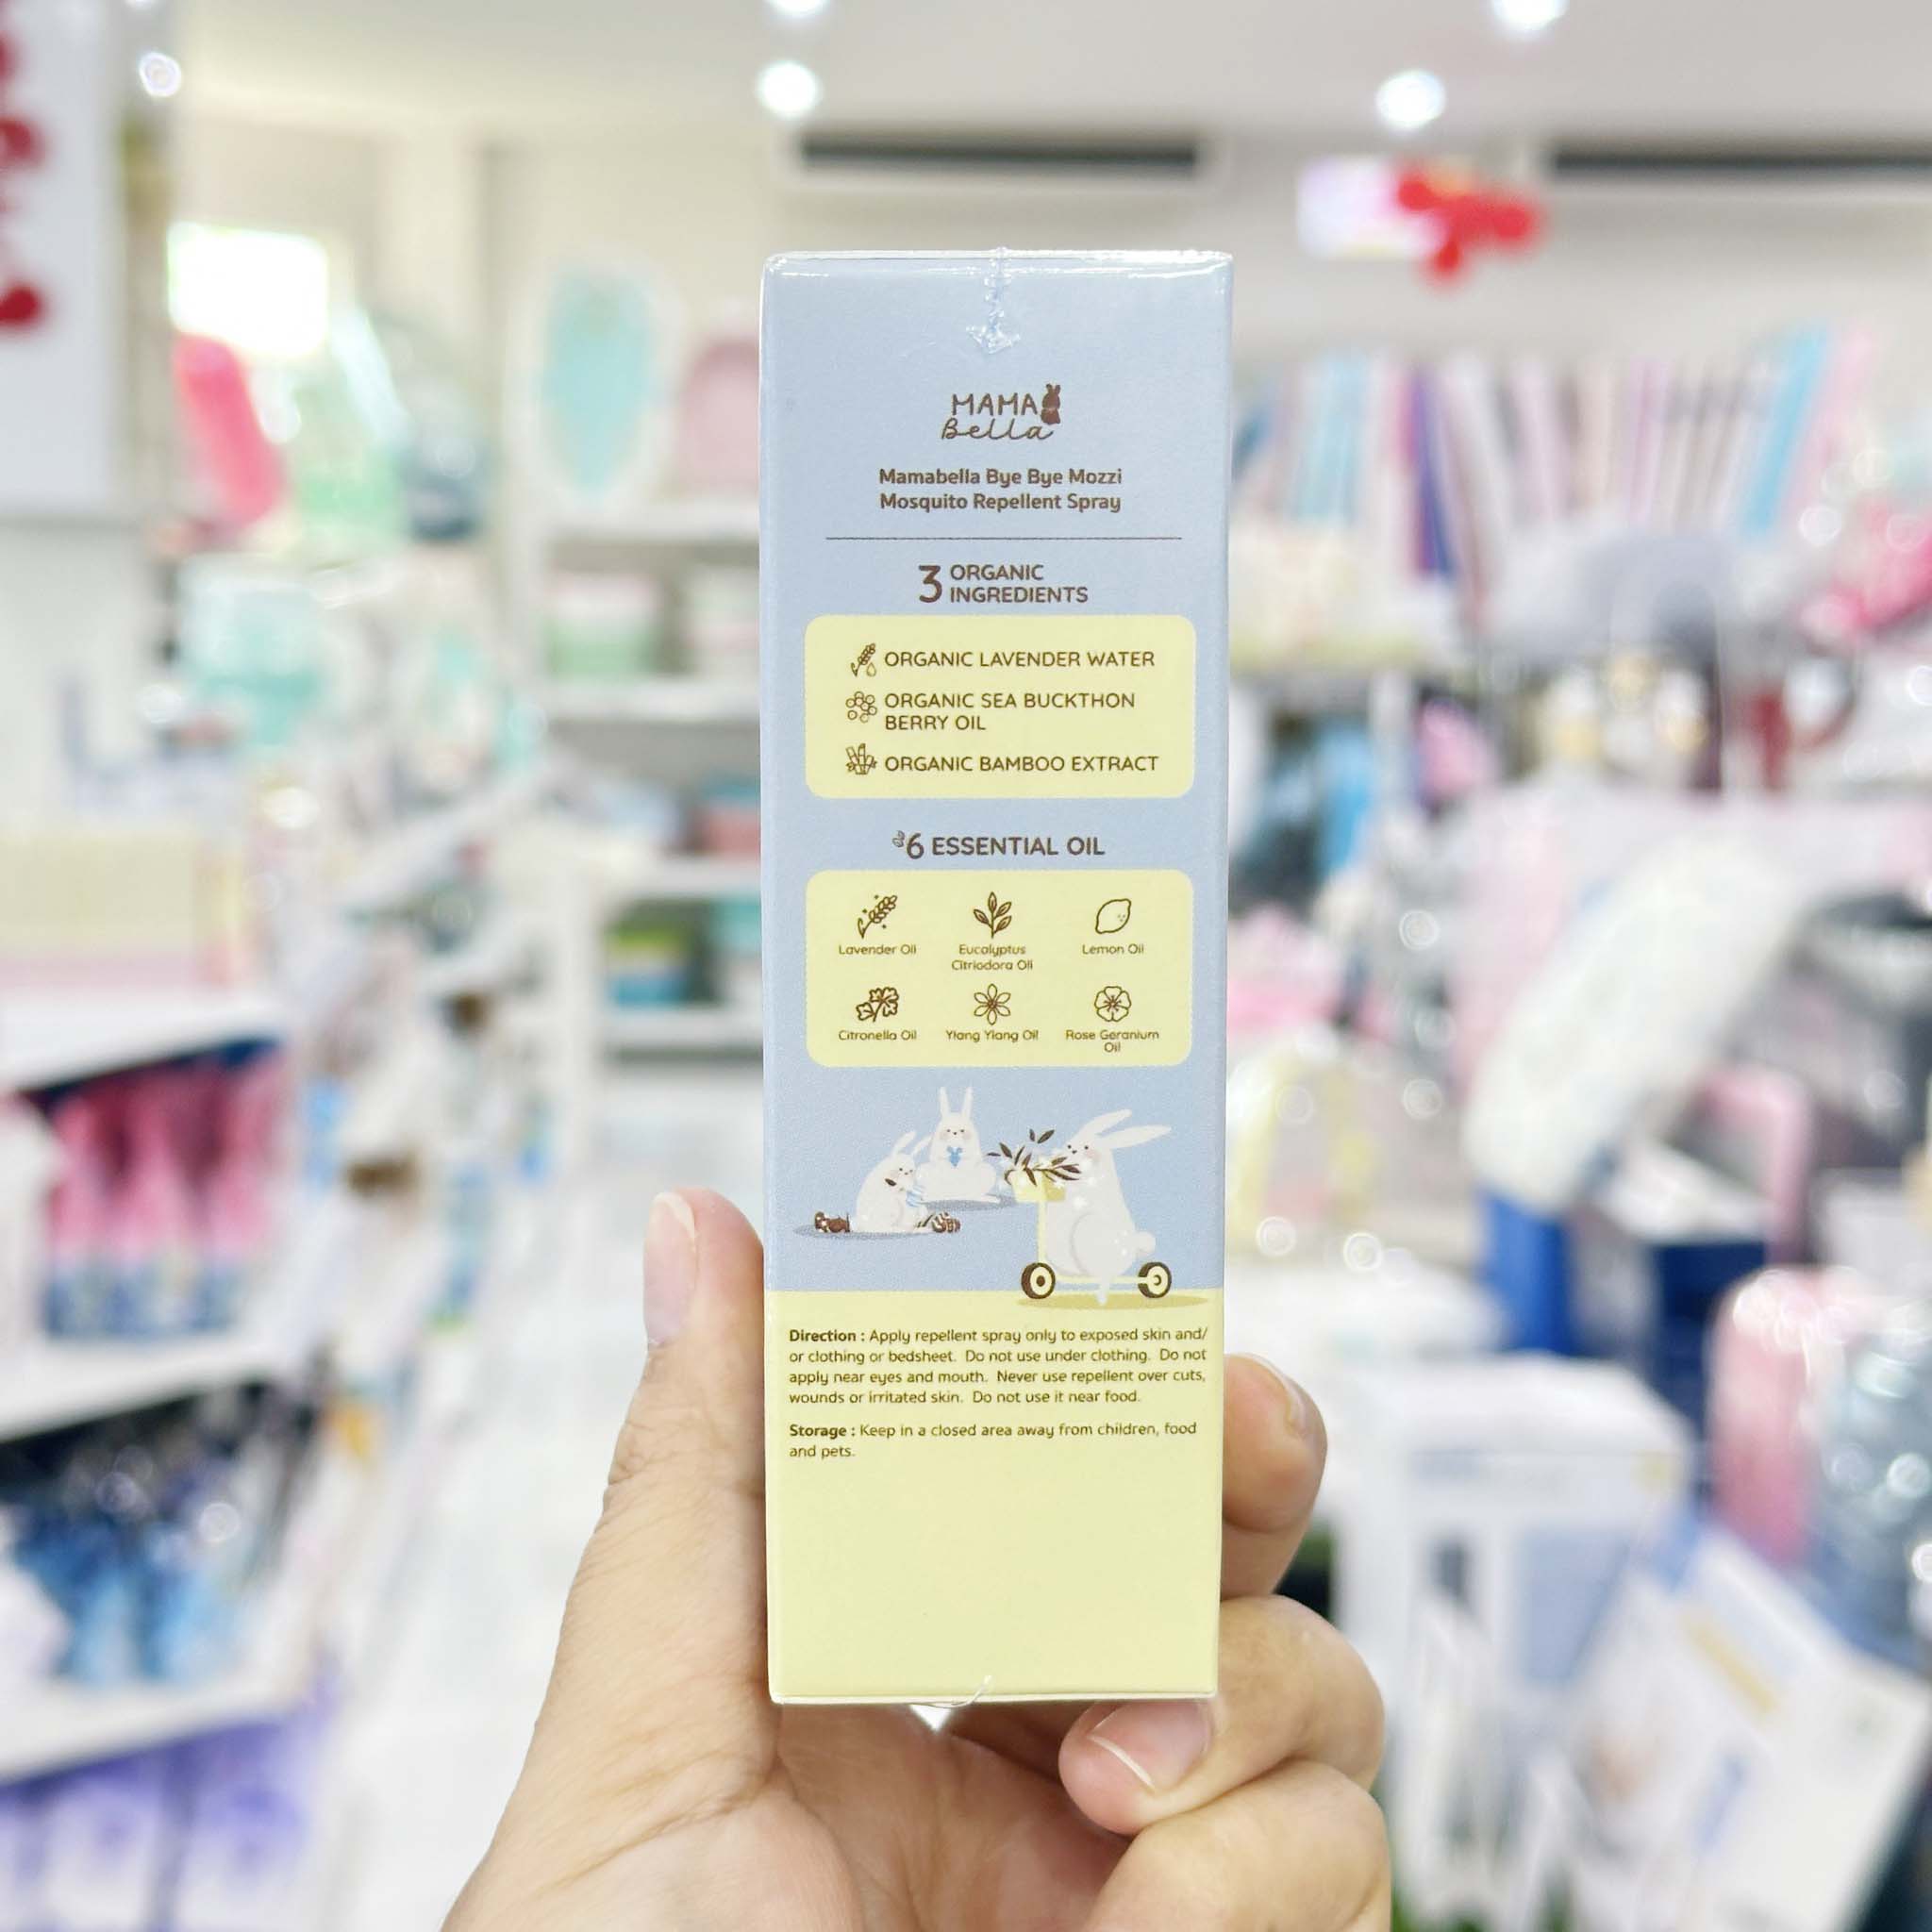 MAMA
Bella
Mamabella Bye Bye Mozzi
Mosquito Repellent Spray
3 ORGANIC
INGREDIENTS
ORGANIC LAVENDER WATER
ORGANIC SEA BUCKTHON
BERRY OIL
ORGANIC BAMBOO EXTRACT
6 ESSENTIAL OIL
Lavender Oil
Eucalyptus
Citriodora Oil
Lemon Oil
Citronella Oil
Ylang Ylang Oil
Rose Geranium
Oil
Direction : Apply repellent spray only to exposed skin and/
or clothing or bedsheet. Do not use under clothing. Do not
apply near eyes and mouth. Never use repellent over cuts,
wounds or irritated skin. Do not use it near food.
Storage : Keep in a closed area away from children, food
and pets.